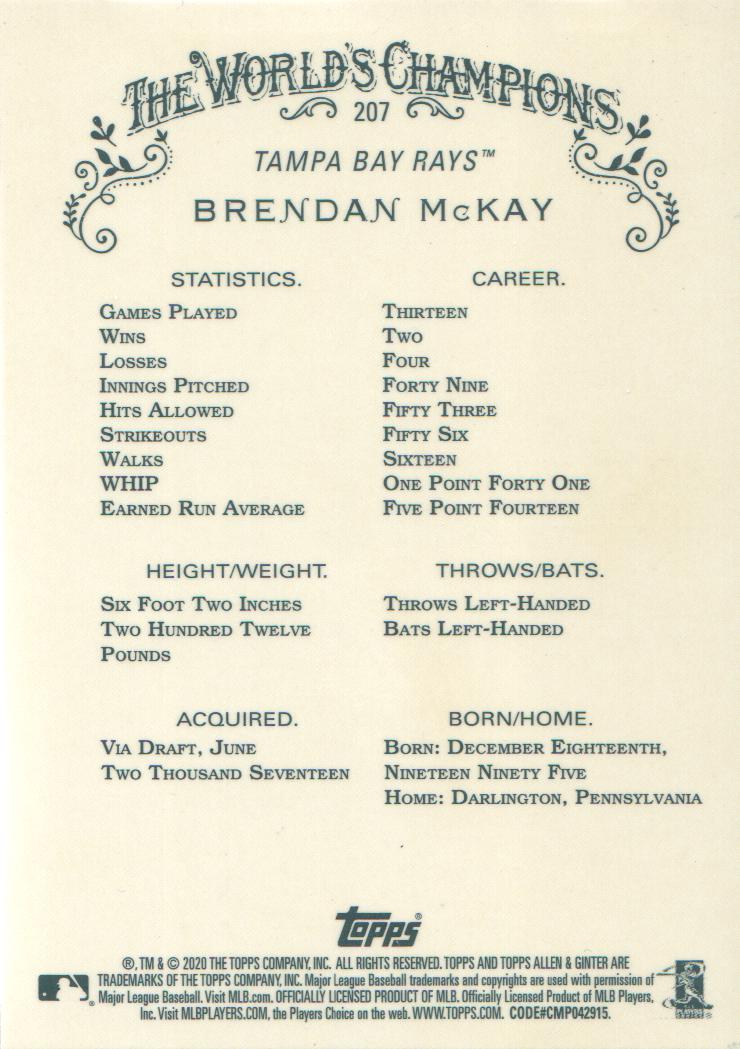 THE WORLD'S CHAMPIONS
207
TAMPA BAY RAYS™
BRENDAN McKAY
STATISTICS. CAREER.
GAMES PLAYED THIRTEEN
WINS TWO
LOSSES FOUR
INNINGS PITCHED FORTY NINE
HITS ALLOWED FIFTY THREE
STRIKEOUTS FIFTY SIX
WALKS SIXTEEN
WHIP ONE POINT FORTY ONE
EARNED RUN AVERAGE FIVE POINT FOURTEEN
HEIGHT/WEIGHT.
SIX FOOT TWO INCHES
TWO HUNDRED TWELVE
POUNDS
THROWS/BATS.
THROWS LEFT-HANDED
BATS LEFT-HANDED
ACQUIRED.
VIA DRAFT, JUNE
TWO THOUSAND SEVENTEEN
BORN/HOME.
BORN: DECEMBER EIGHTEENTH,
NINETEEN NINETY FIVE
HOME: DARLINGTON, PENNSYLVANIA
Topps®
®, TM & © 2020 THE TOPPS COMPANY, INC. ALL RIGHTS RESERVED. TOPPS AND TOPPS ALLEN & GINTER ARE
TRADEMARKS OF THE TOPPS COMPANY, INC. Major League Baseball trademarks and copyrights are used with permission of
Major League Baseball. Visit MLB.com. OFFICIALLY LICENSED PRODUCT OF MLB. Officially Licensed Product of MLB Players,
Inc. Visit MLBPLAYERS.COM, the Players Choice on the web. WWW.TOPPS.COM. CODE#CMP042915.